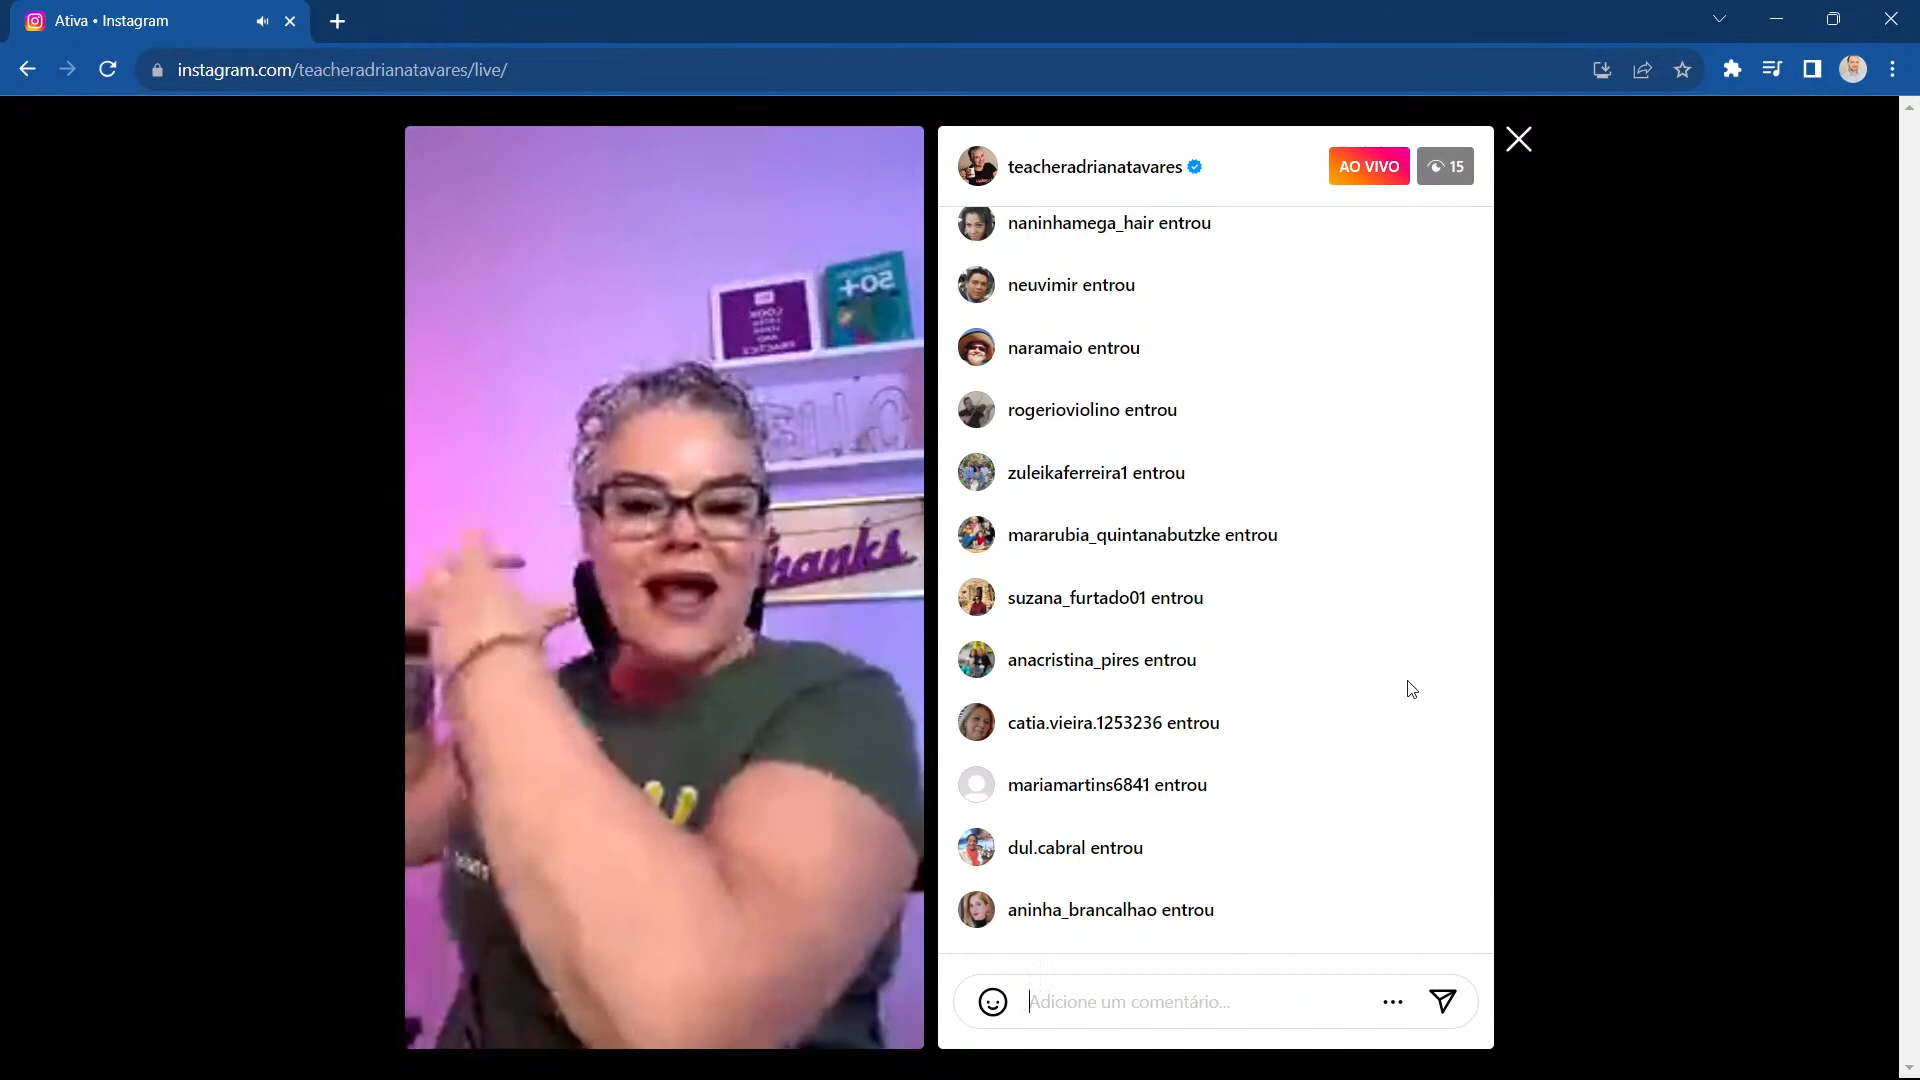 Ativa • Instagram
instagram.com/teacheradrianatavares/live/
teacheradrianatavares
AO VIVO
15
naninhamega_hair entrou
neuvimir entrou
naramaio entrou
rogerioviolino entrou
zuleikaferreira1 entrou
mararubia_quintanabutzke entrou
suzana_furtado01 entrou
anacristina_pires entrou
catia.vieira.1253236 entrou
mariamartins6841 entrou
dul.cabral entrou
aninha_brancalhao entrou
Adicione um comentário...
50+
HELLO
hanks